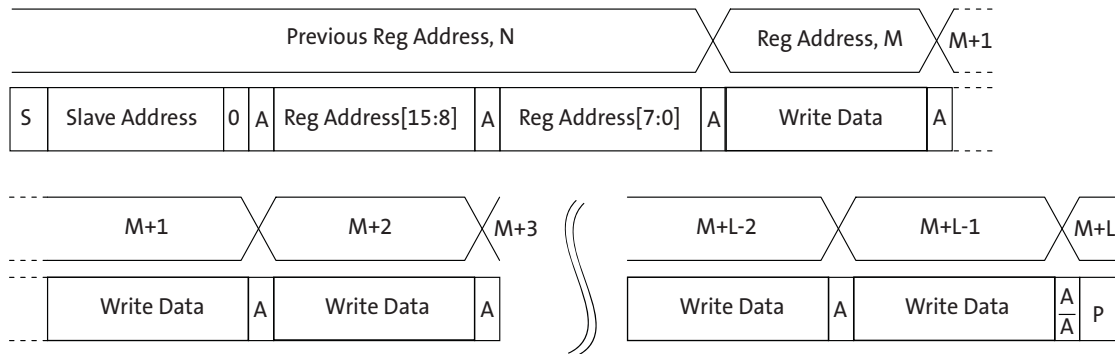 Previous Reg Address, N Reg Address, M M+1
S Slave Address 0 A Reg Address[15:8] A Reg Address[7:0] A Write Data A
M+1 M+2 M+3 M+L-2 M+L-1 M+L
Write Data A Write Data A Write Data A Write Data A P
A